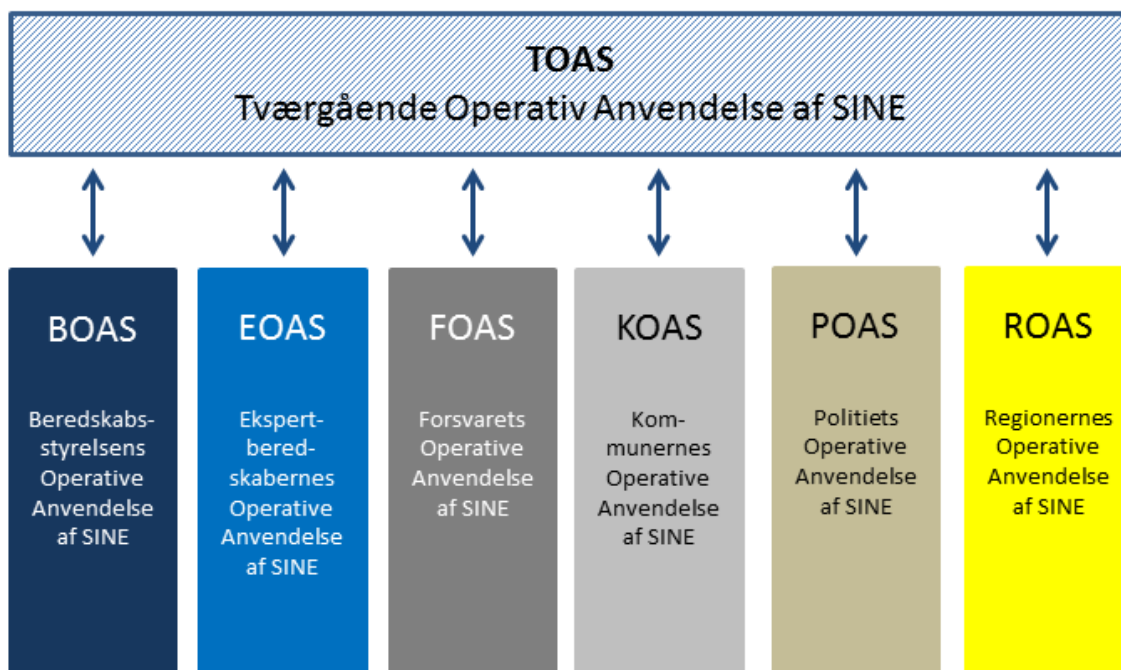 TOAS
Tværgående Operativ Anvendelse af SINE
BOAS
Beredskabs-
styrelsens
Operative
Anvendelse
af SINE
EOAS
Ekspert-
bered-
skabernes
Operative
Anvendelse
af SINE
FOAS
Forsvarets
Operative
Anvendelse
af SINE
KOAS
Kom-
munernes
Operative
Anvendelse
af SINE
POAS
Politiets
Operative
Anvendelse
af SINE
ROAS
Regionernes
Operative
Anvendelse
af SINE